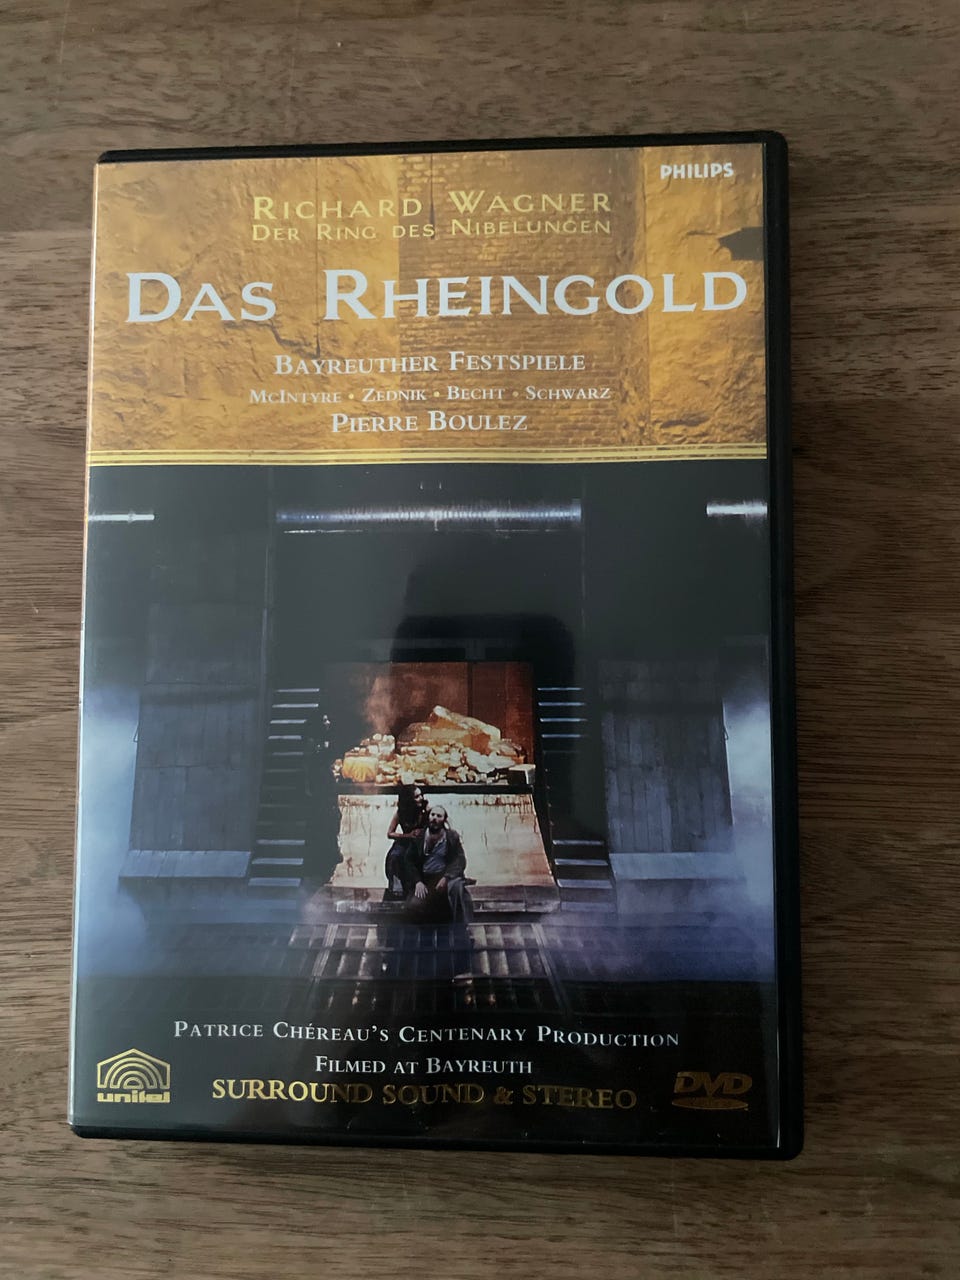 PHILIPS
RICHARD WAGNER
DER RING DES NIBELUNGEN
DAS RHEINGOLD
BAYREUTHER FESTSPIELE
MCINTYRE • ZEDNIK • BECHT • SCHWARZ
PIERRE BOULEZ
PATRICE CHÉREAU'S CENTENARY PRODUCTION
FILMED AT BAYREUTH
SURROUND SOUND & STEREO
unitel
DVD